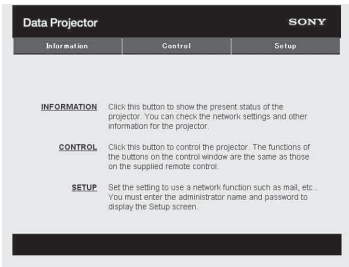 Data Projector SONY
Information Control Setup
INFORMATION Click this button to show the present status of the
projector. You can check the network settings and other
information for the projector.
CONTROL Click this button to control the projector. The functions of
the buttons on the control window are the same as those
on the supplied remote control.
SETUP Set the setting to use a network function such as mail, etc..
You must enter the administrator name and password to
display the Setup screen.